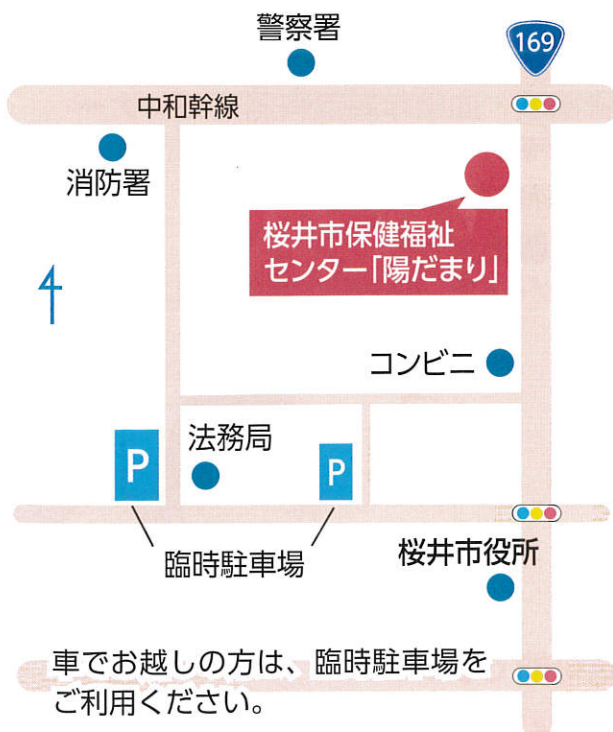 警察署
169
中和幹線
消防署
桜井市保健福祉
センター「陽だまり」
コンビニ
法務局
P
P
臨時駐車場
桜井市役所
車でお越しの方は、臨時駐車場を
ご利用ください。